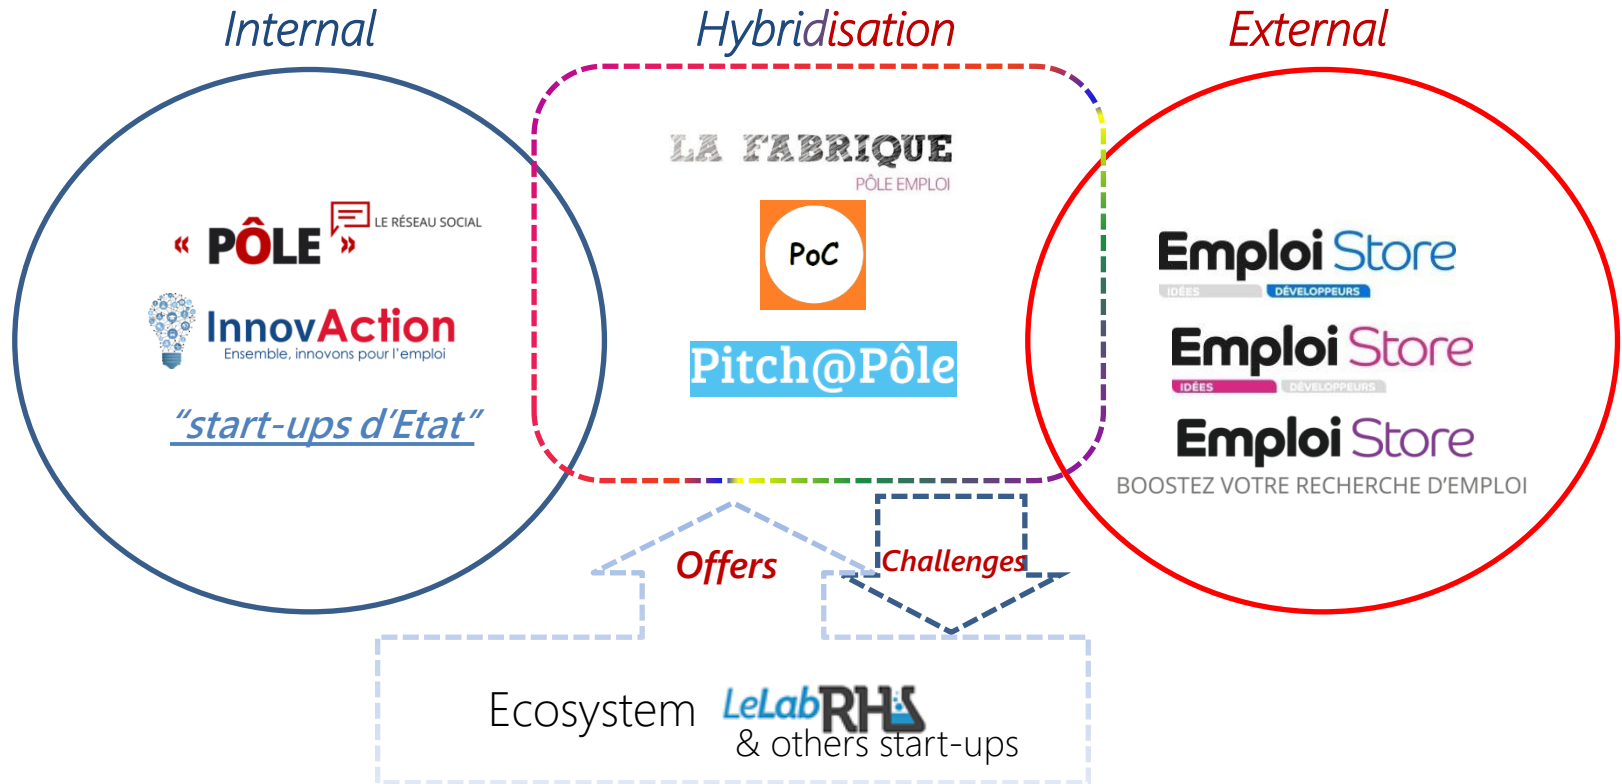 Internal
Hybridisation
External
« PÔLE »
LE RÉSEAU SOCIAL
InnovAction
Ensemble, innovons pour l'emploi
“start-ups d’Etat”
LA FABRIQUE
PÔLE EMPLOI
PoC
Pitch@Pôle
Emploi Store
IDÉES DÉVELOPPEURS
Emploi Store
IDÉES DÉVELOPPEURS
Emploi Store
BOOSTEZ VOTRE RECHERCHE D'EMPLOI
Offers
Challenges
Ecosystem LeLabRH
& others start-ups